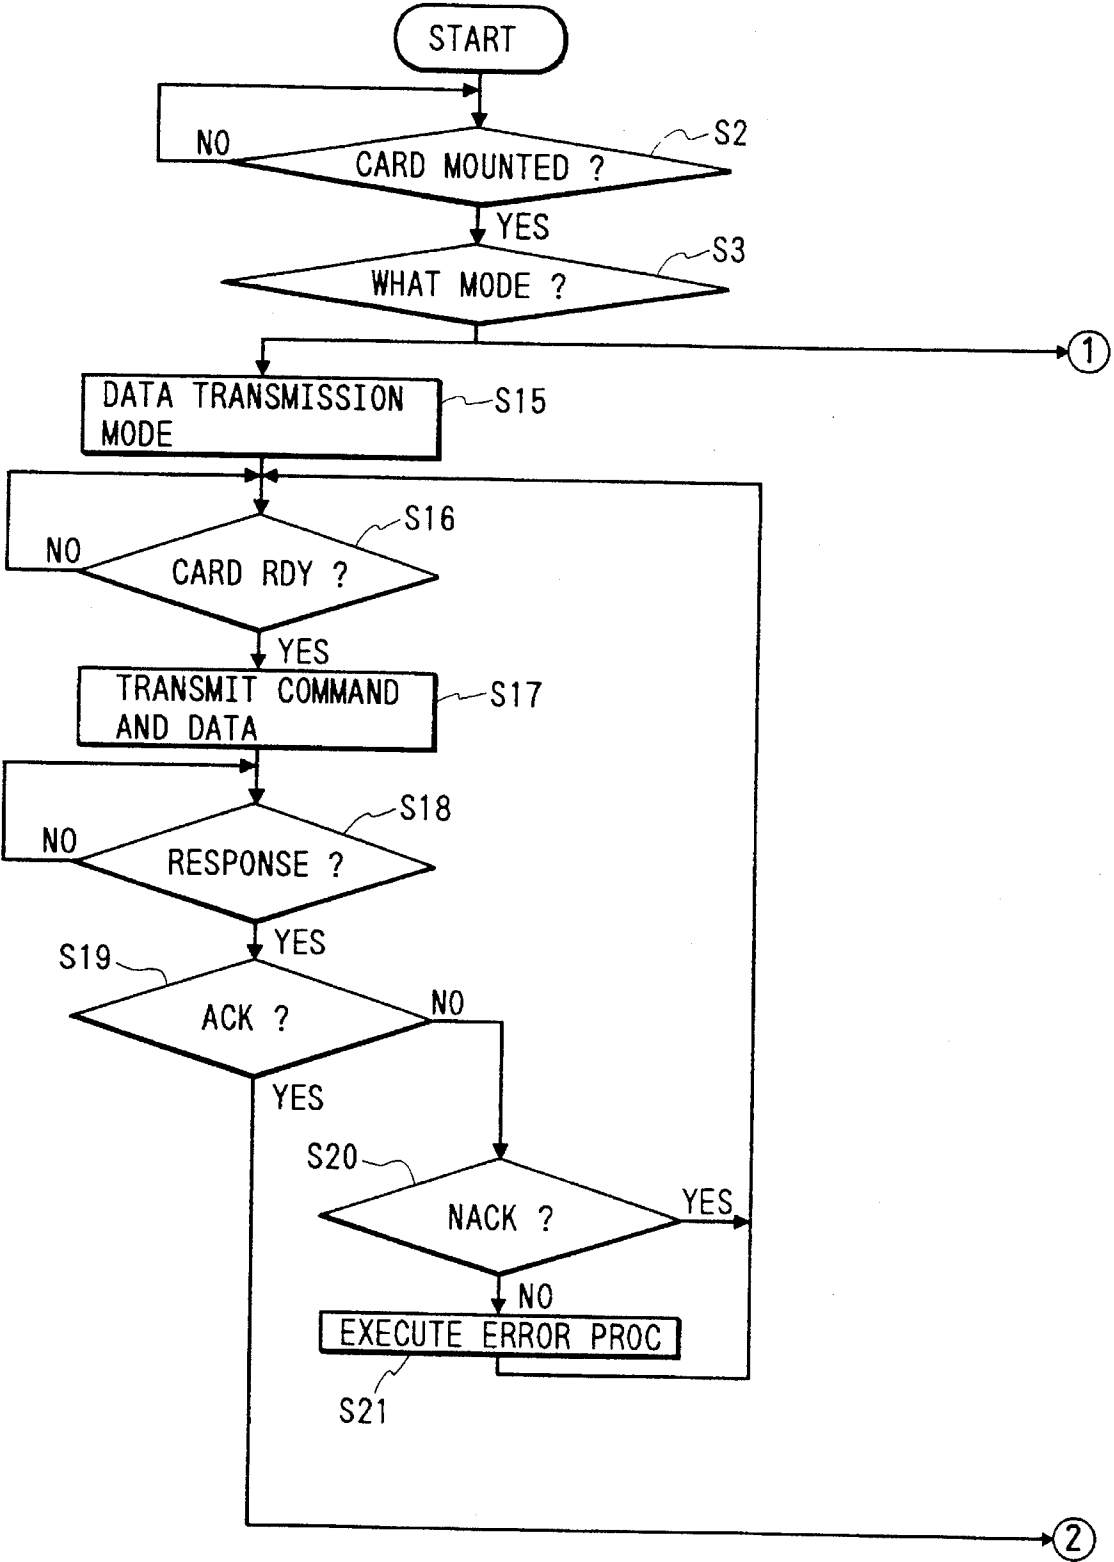 START
NO
S2
CARD MOUNTED ?
YES
S3
WHAT MODE ?
1
DATA TRANSMISSION
MODE
S15
S16
NO
CARD RDY ?
YES
TRANSMIT COMMAND
AND DATA
S17
S18
NO
RESPONSE ?
YES
S19
NO
ACK ?
YES
S20
YES
NACK ?
NO
EXECUTE ERROR PROC
S21
2